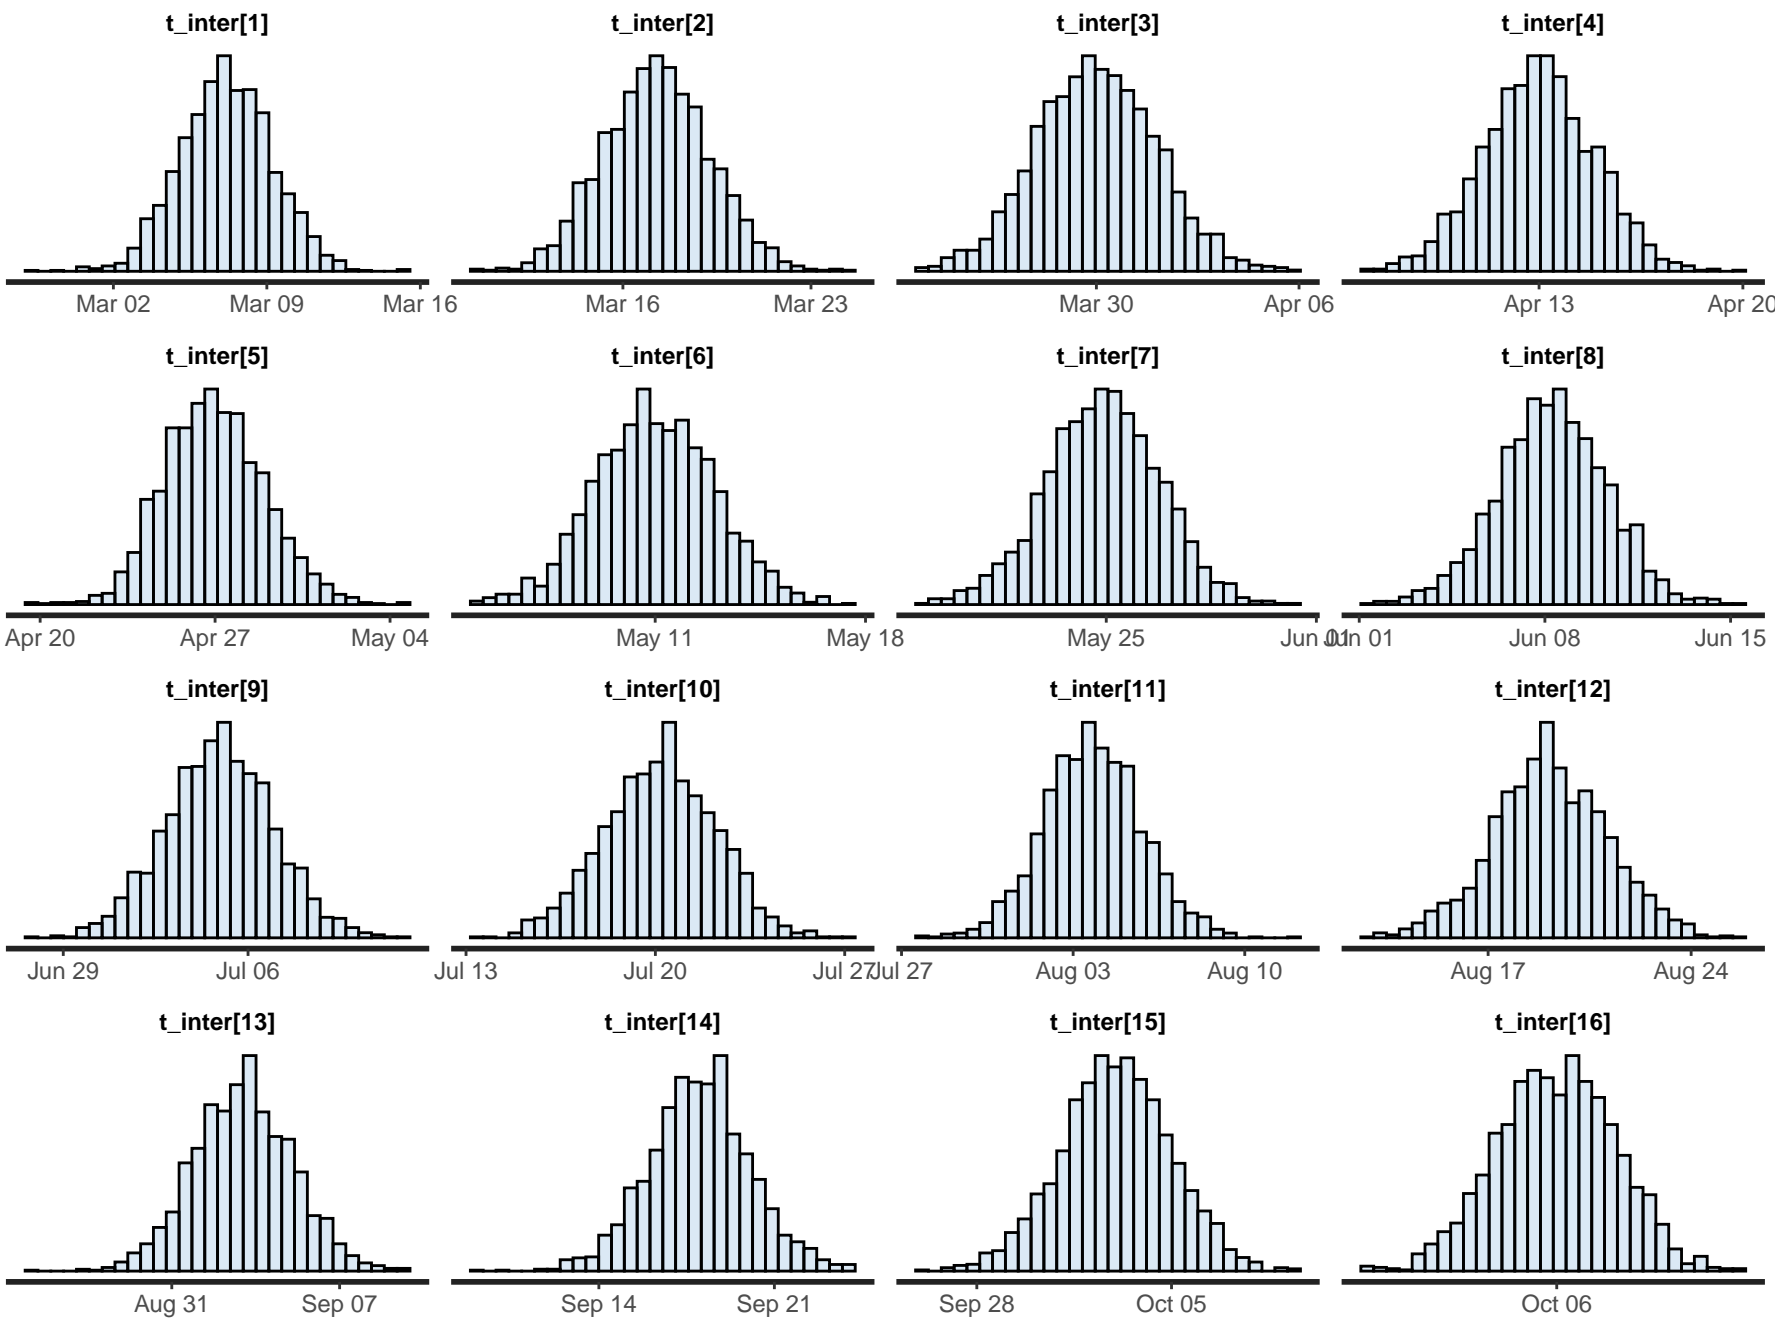 t_inter[1] t_inter[2] t_inter[3] t_inter[4]
Mar 02 Mar 09 Mar 16 Mar 16 Mar 23 Mar 30 Apr 06 Apr 13 Apr 20
t_inter[5] t_inter[6] t_inter[7] t_inter[8]
Apr 20 Apr 27 May 04 May 11 May 18 May 25 Jun 01 Jun 01 Jun 08 Jun 15
t_inter[9] t_inter[10] t_inter[11] t_inter[12]
Jun 29 Jul 06 Jul 13 Jul 20 Jul 27 Jul 27 Aug 03 Aug 10 Aug 17 Aug 24
t_inter[13] t_inter[14] t_inter[15] t_inter[16]
Aug 31 Sep 07 Sep 14 Sep 21 Sep 28 Oct 05 Oct 06